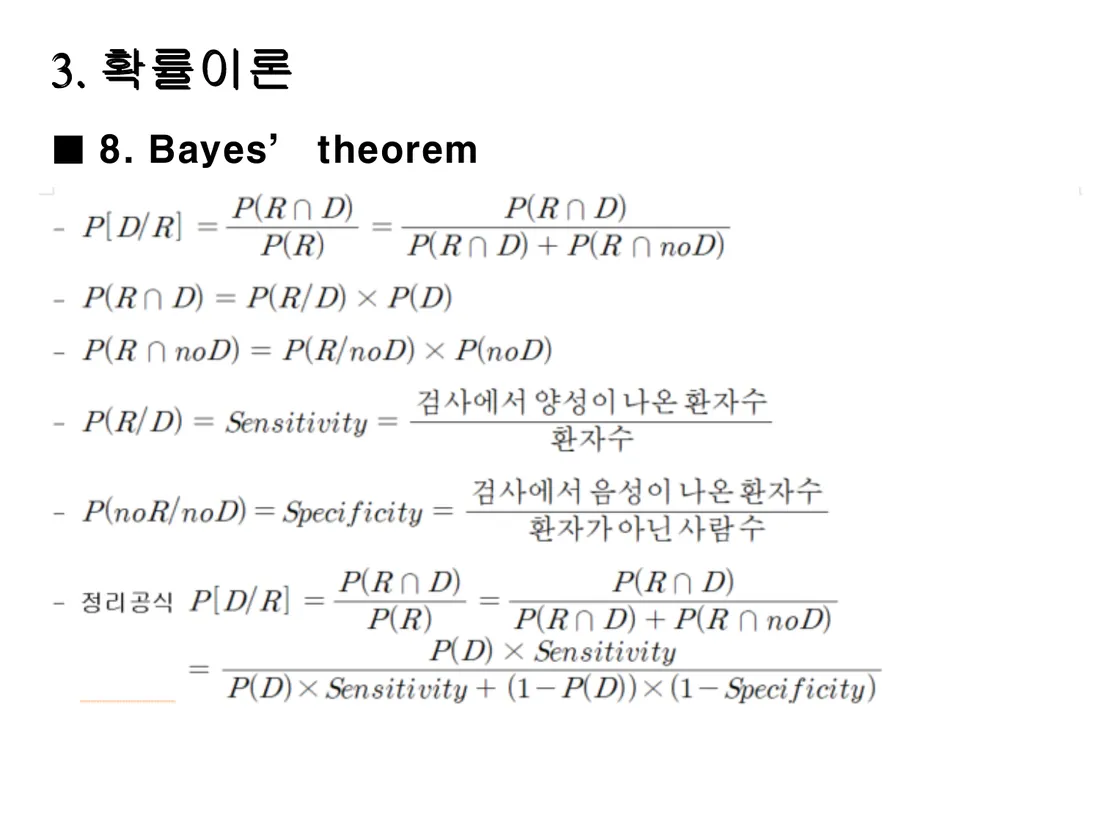 3. 확률이론
■ 8. Bayes’ theorem
- P[D/R] = P(R∩D) / P(R) = P(R∩D) / P(R∩D) + P(R∩noD)
- P(R∩D) = P(R/D) × P(D)
- P(R∩noD) = P(R/noD) × P(noD)
- P(R/D) = Sensitivity = 검사에서 양성이 나온 환자수 / 환자수
- P(noR/noD) = Specificity = 검사에서 음성이 나온 환자수 / 환자가 아닌 사람 수
- 정리공식 P[D/R] = P(R∩D) / P(R) = P(R∩D) / P(R∩D) + P(R∩noD)
= P(D) × Sensitivity / P(D) × Sensitivity + (1 − P(D)) × (1 − Specificity)